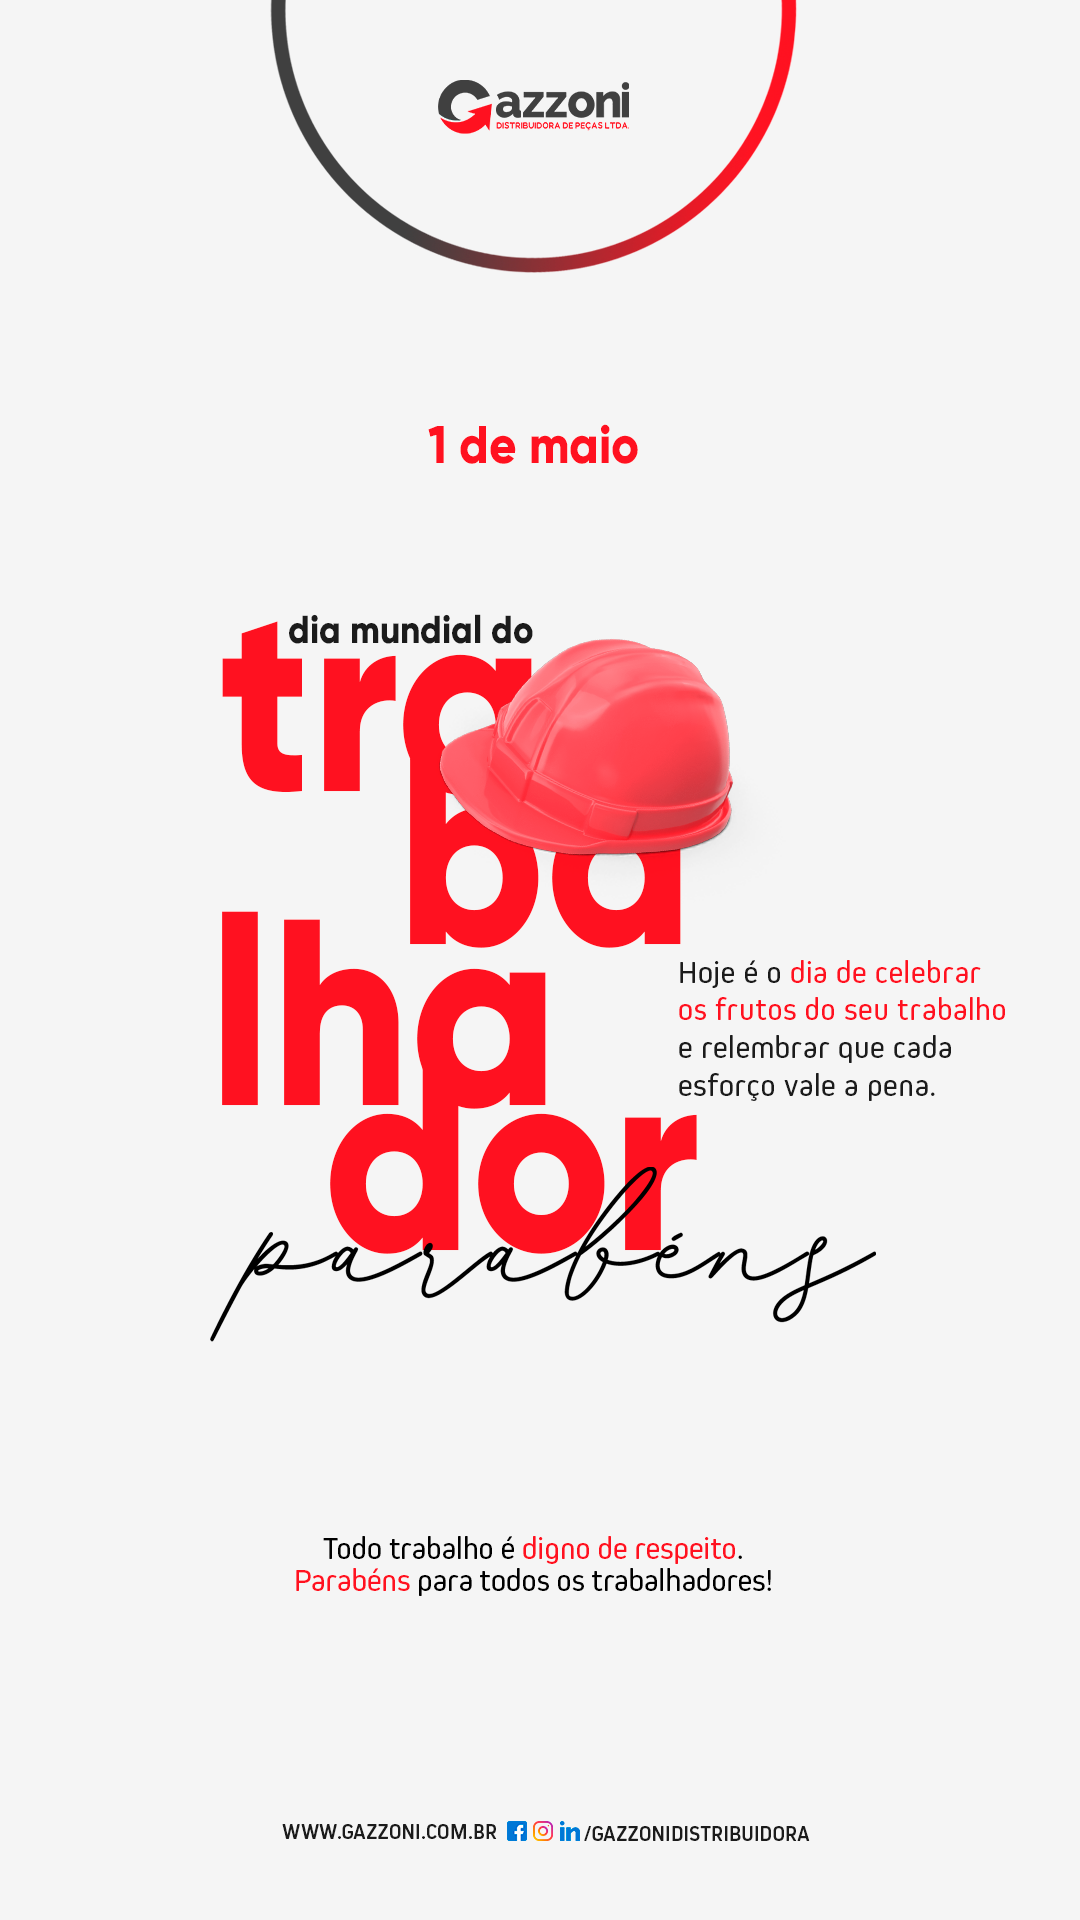 Gazzoni
DISTRIBUIDORA DE PEÇAS LTDA.
1 de maio
dia mundial do
tra
ba
lha
dor
Hoje é o dia de celebrar
os frutos do seu trabalho
e relembrar que cada
esforço vale a pena.
parabéns
Todo trabalho é digno de respeito.
Parabéns para todos os trabalhadores!
WWW.GAZZONI.COM.BR /GAZZONIDISTRIBUIDORA